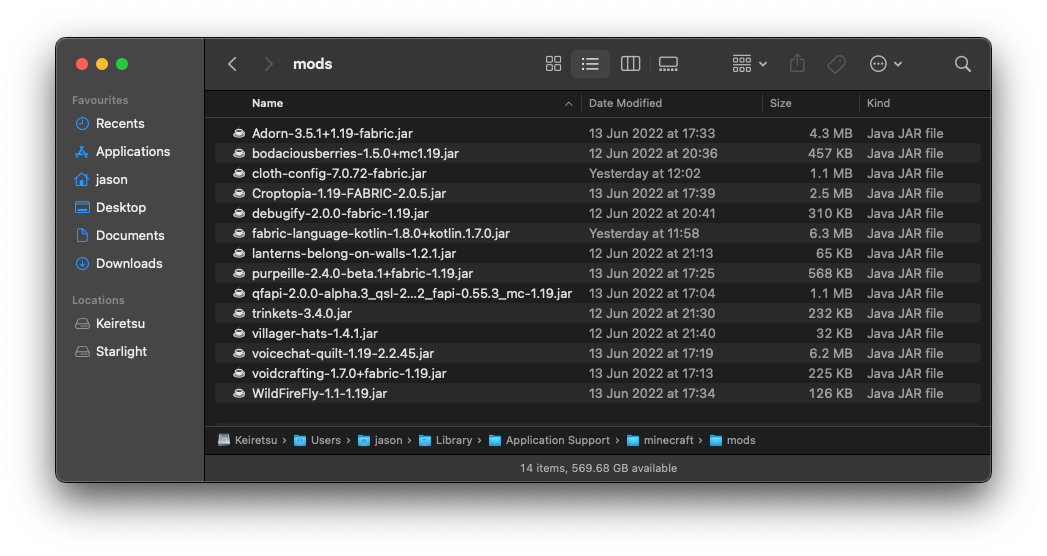 mods
Favourites
Recents
Applications
jason
Desktop
Documents
Downloads
Locations
Keiretsu
Starlight
Name Date Modified Size Kind
Adorn-3.5.1+1.19-fabric.jar 13 Jun 2022 at 17:33 4.3 MB Java JAR file
bodaciousberries-1.5.0+mc1.19.jar 12 Jun 2022 at 20:36 457 KB Java JAR file
cloth-config-7.0.72-fabric.jar Yesterday at 12:02 1.1 MB Java JAR file
Croptopia-1.19-FABRIC-2.0.5.jar 13 Jun 2022 at 17:39 2.5 MB Java JAR file
debugify-2.0.0-fabric-1.19.jar 12 Jun 2022 at 20:41 310 KB Java JAR file
fabric-language-kotlin-1.8.0+kotlin.1.7.0.jar Yesterday at 11:58 6.3 MB Java JAR file
lanterns-belong-on-walls-1.2.1.jar 12 Jun 2022 at 21:13 65 KB Java JAR file
purpeille-2.4.0-beta.1+fabric-1.19.jar 13 Jun 2022 at 17:25 568 KB Java JAR file
qfapi-2.0.0-alpha.3_qsl-2...2_fapi-0.55.3_mc-1.19.jar 13 Jun 2022 at 17:04 1.1 MB Java JAR file
trinkets-3.4.0.jar 12 Jun 2022 at 21:30 232 KB Java JAR file
villager-hats-1.4.1.jar 12 Jun 2022 at 21:40 32 KB Java JAR file
voicechat-quilt-1.19-2.2.45.jar 13 Jun 2022 at 17:19 6.2 MB Java JAR file
voidcrafting-1.7.0+fabric-1.19.jar 13 Jun 2022 at 17:13 225 KB Java JAR file
WildFireFly-1.1-1.19.jar 13 Jun 2022 at 17:34 126 KB Java JAR file
Keiretsu › Users › jason › Library › Application Support › minecraft › mods
14 items, 569.68 GB available